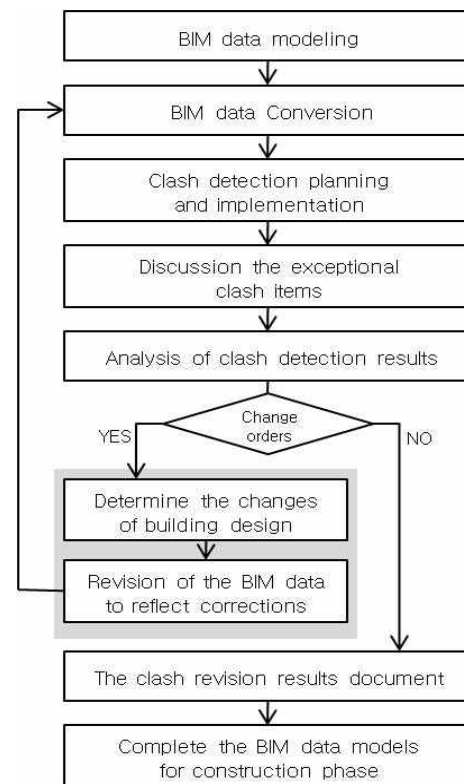 BIM data modeling
BIM data Conversion
Clash detection planning
and implementation
Discussion the exceptional
clash items
Analysis of clash detection results
Change
orders
YES
NO
Determine the changes
of building design
Revision of the BIM data
to reflect corrections
The clash revision results document
Complete the BIM data models
for construction phase